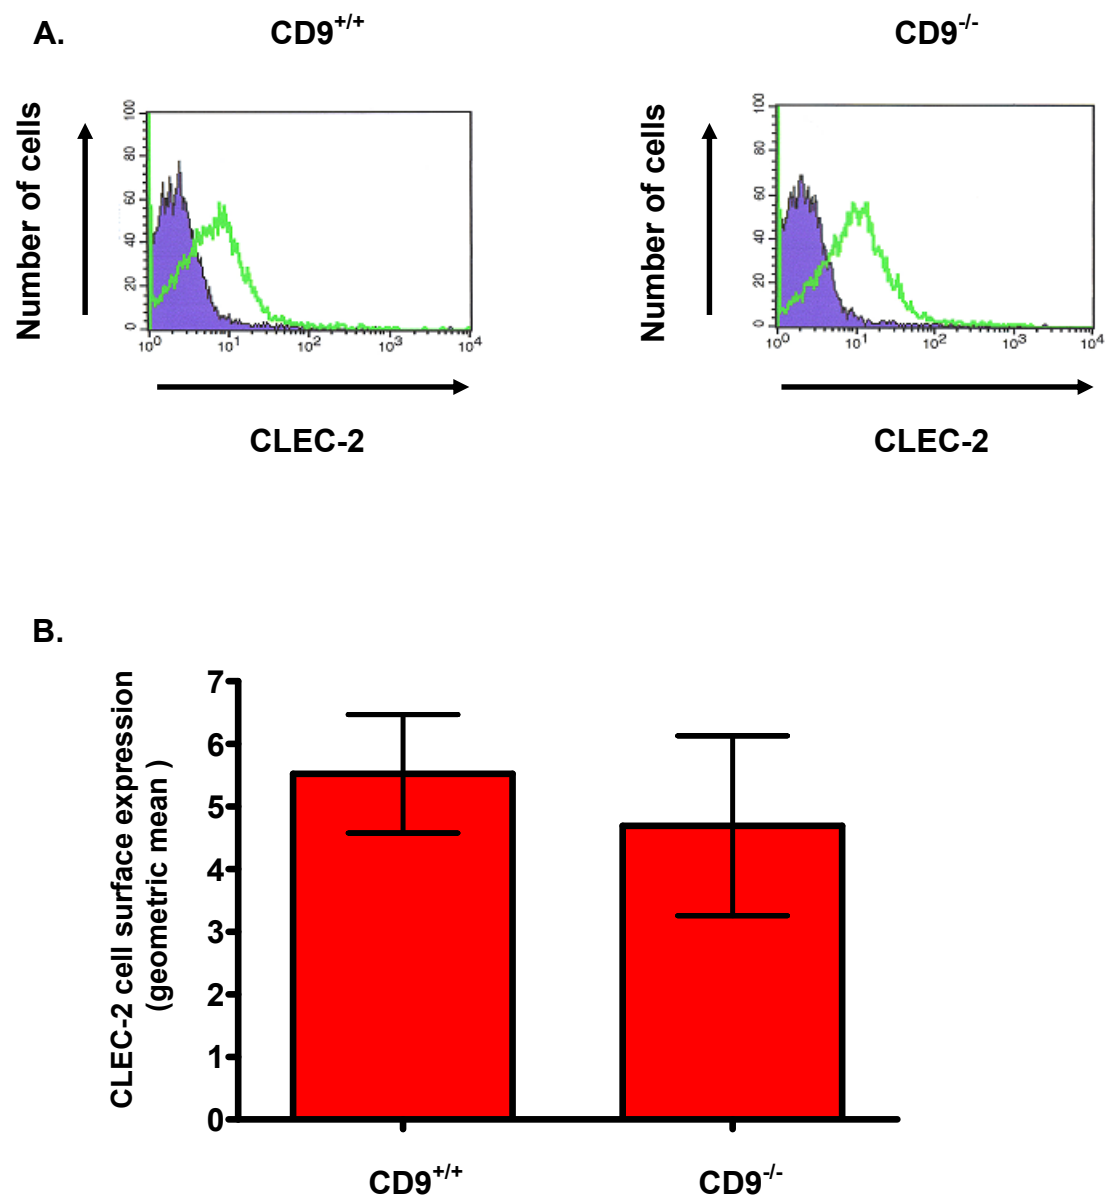 A.
CD9+/+
CD9-/-
Number of cells
100
80
60
40
20
0
10⁰ 10¹ 10² 10³ 10⁴
CLEC-2
Number of cells
100
80
60
40
20
0
10⁰ 10¹ 10² 10³ 10⁴
CLEC-2
B.
CLEC-2 cell surface expression
(geometric mean )
7
6
5
4
3
2
1
0
CD9+/+
CD9-/-